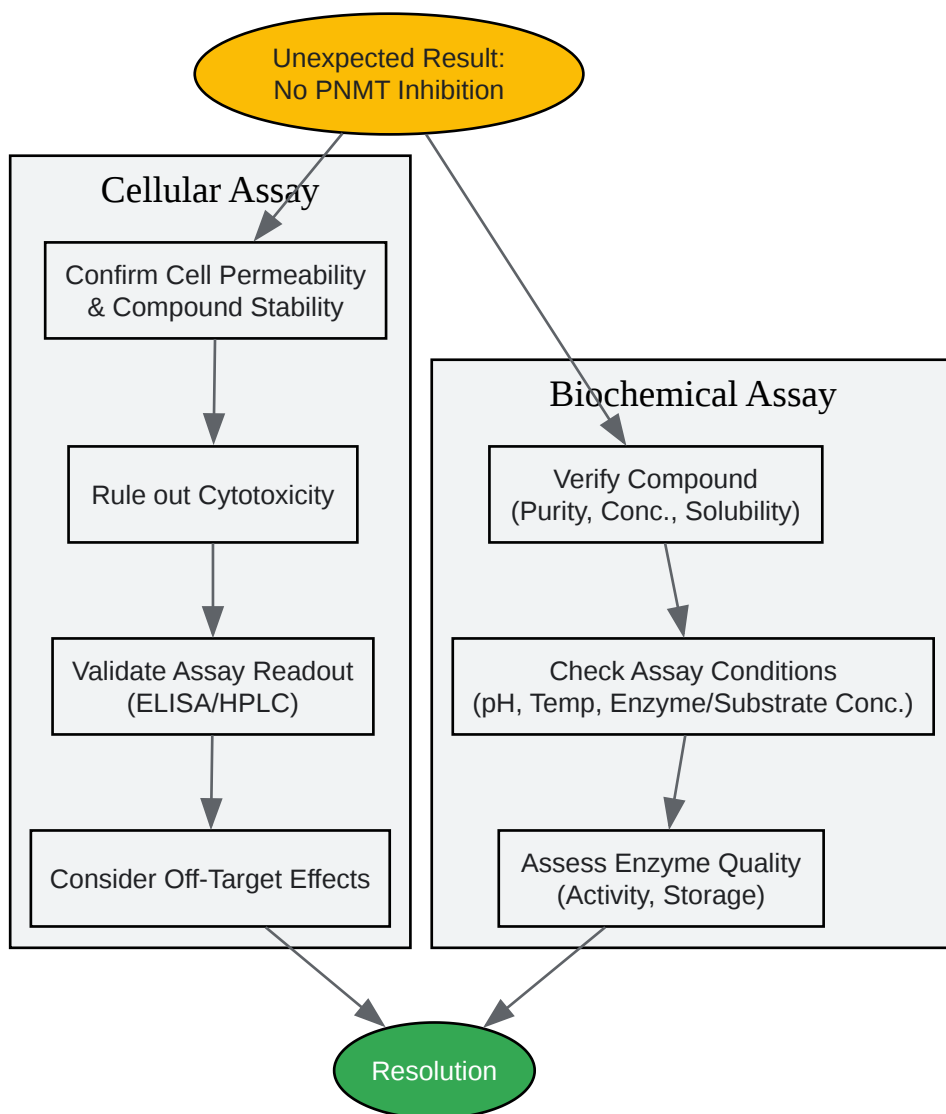 Unexpected Result:
No PNMT Inhibition
Cellular Assay
Confirm Cell Permeability
& Compound Stability
Rule out Cytotoxicity
Validate Assay Readout
(ELISA/HPLC)
Consider Off-Target Effects
Biochemical Assay
Verify Compound
(Purity, Conc., Solubility)
Check Assay Conditions
(pH, Temp, Enzyme/Substrate Conc.)
Assess Enzyme Quality
(Activity, Storage)
Resolution